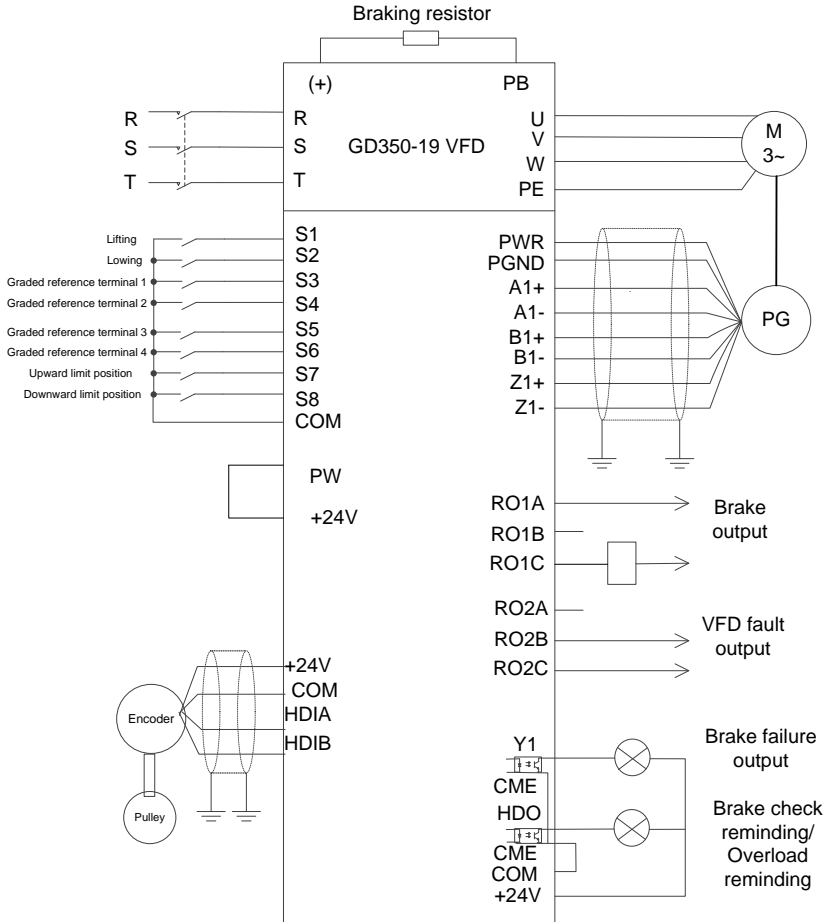 Braking resistor
(+)
PB
R
S
T
R
S
T
GD350-19 VFD
U
V
W
PE
M
3~
Lifting
Lowing
Graded reference terminal 1
Graded reference terminal 2
Graded reference terminal 3
Graded reference terminal 4
Upward limit position
Downward limit position
S1
S2
S3
S4
S5
S6
S7
S8
COM
PW
+24V
PWR
PGND
A1+
A1-
B1+
B1-
Z1+
Z1-
PG
RO1A
RO1B
RO1C
Brake
output
RO2A
RO2B
RO2C
VFD fault
output
+24V
COM
HDIA
HDIB
Encoder
Pulley
Y1
CME
HDO
CME
COM
+24V
Brake failure
output
Brake check
reminding/
Overload
reminding